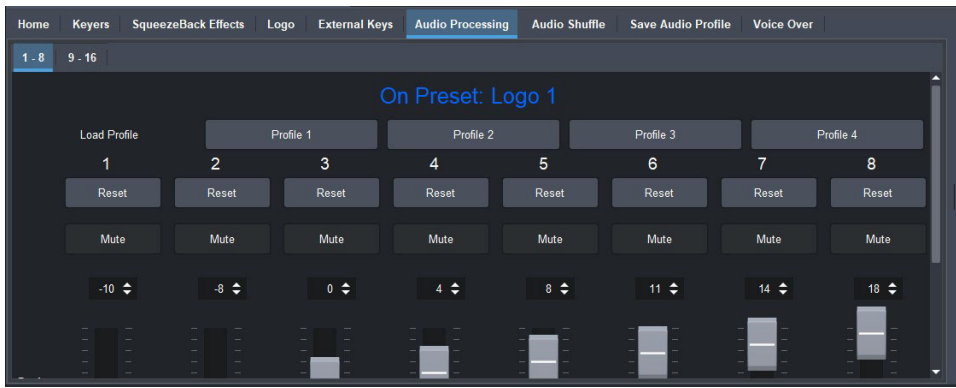 Home Keyers SqueezeBack Effects Logo External Keys Audio Processing Audio Shuffle Save Audio Profile Voice Over
1 - 8 9 - 16
On Preset: Logo 1
Load Profile Profile 1 Profile 2 Profile 3 Profile 4
1 2 3 4 5 6 7 8
Reset Reset Reset Reset Reset Reset Reset Reset
Mute Mute Mute Mute Mute Mute Mute Mute
-10 -8 0 4 8 11 14 18